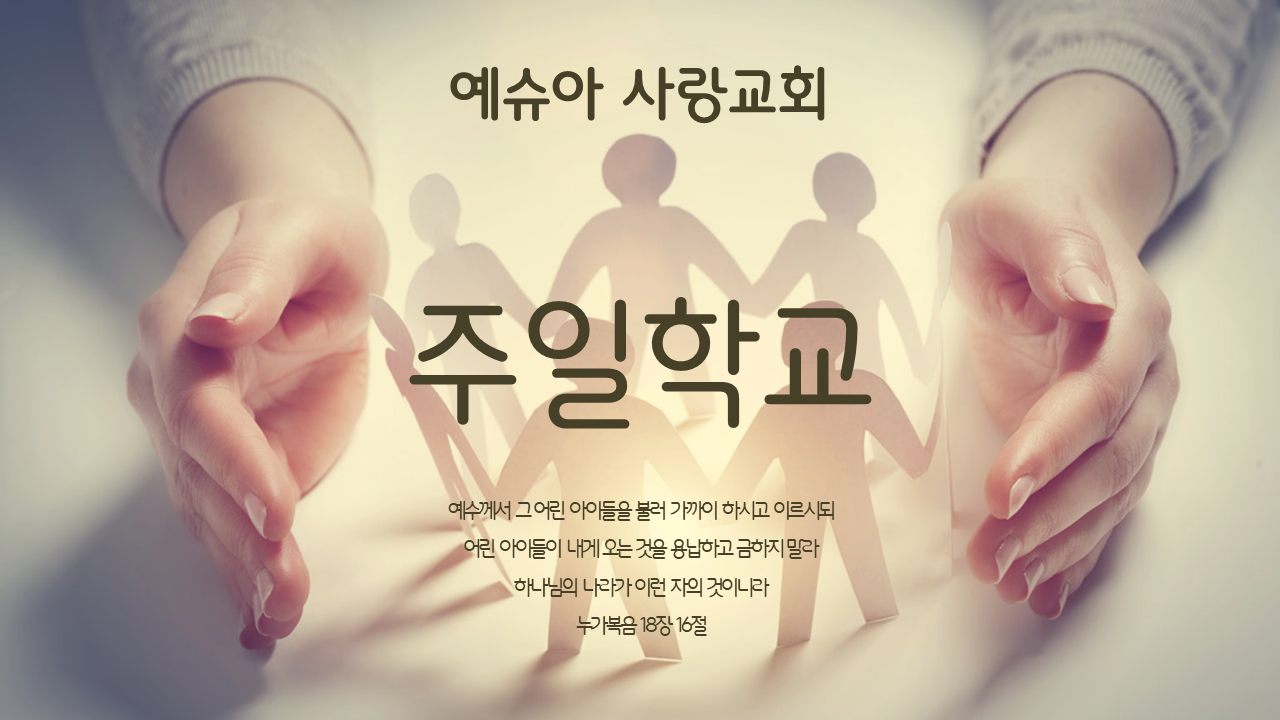 예슈아 사랑교회
주일학교
예수께서 그 어린 아이들을 불러 가까이 하시고 이르시되
어린 아이들이 내게 오는 것을 용납하고 금하지 말라
하나님의 나라가 이런 자의 것이니라
누가복음 18장 16절